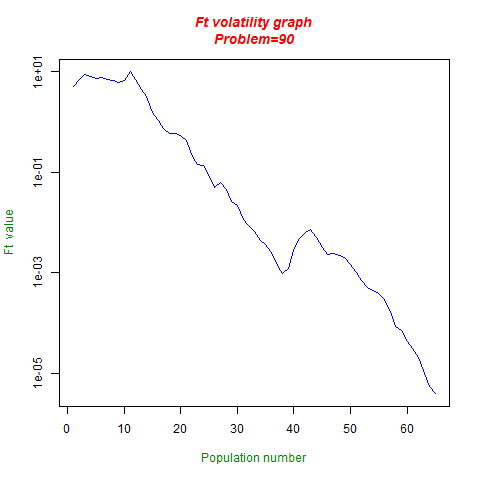 Ft volatility graph
Problem=90
1e+01
1e-01
1e-03
1e-05
Ft value
0 10 20 30 40 50 60
Population number